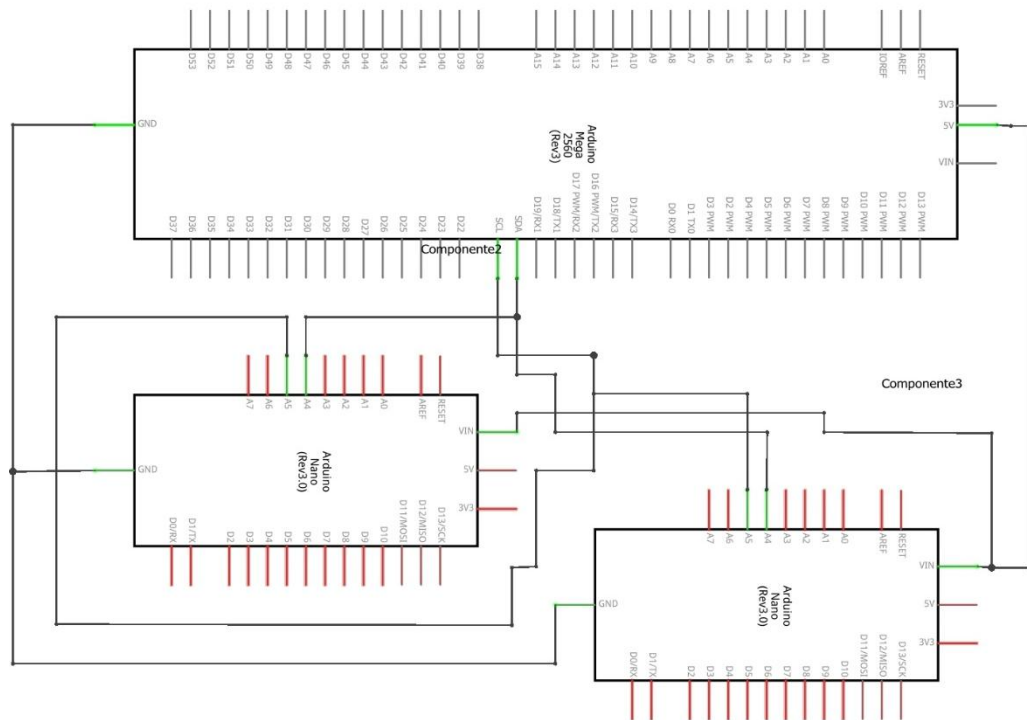 D53
D52
D51
D50
D49
D48
D47
D46
D45
D44
D43
D42
D41
D40
D39
D38
A15
A14
A13
A12
A11
A10
A9
A8
A7
A6
A5
A4
A3
A2
A1
A0
IOREF
AREF
RESET
GND
Arduino
Mega
2560
(Rev3)
3V3
5V
VIN
D37
D36
D35
D34
D33
D32
D31
D30
D29
D28
D27
D26
D25
D24
D23
D22
SCL
SDA
D19/RX1
D18/TX1
D17 PWM/RX2
D16 PWM/TX2
D15/RX3
D14/TX3
D0 RX0
D1 TX0
D3 PWM
D2 PWM
D4 PWM
D5 PWM
D6 PWM
D7 PWM
D8 PWM
D9 PWM
D10 PWM
D11 PWM
D12 PWM
D13 PWM
Componente2
Componente3
A7
A6
A5
A4
A3
A2
A1
A0
AREF
RESET
GND
Arduino
Nano
(Rev3.0)
VIN
5V
3V3
D0/RX
D1/TX
D2
D3
D4
D5
D6
D7
D8
D9
D10
D11/MOSI
D12/MISO
D13/SCK
A7
A6
A5
A4
A3
A2
A1
A0
AREF
RESET
GND
Arduino
Nano
(Rev3.0)
VIN
5V
3V3
D0/RX
D1/TX
D2
D3
D4
D5
D6
D7
D8
D9
D10
D11/MOSI
D12/MISO
D13/SCK